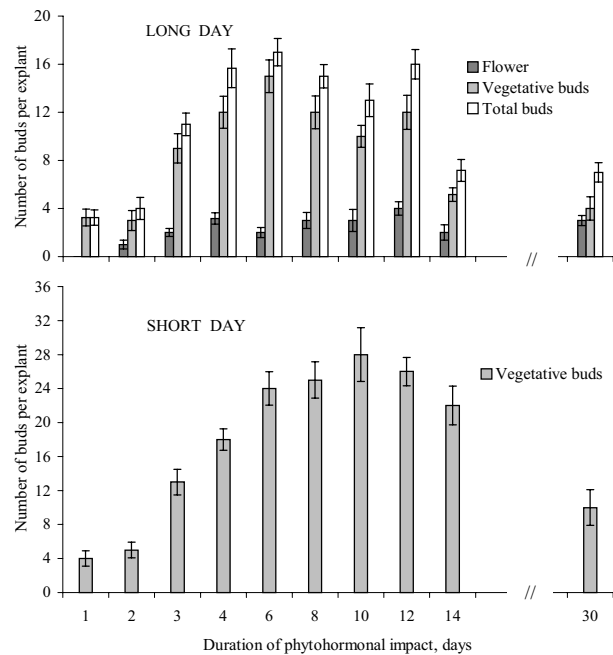 LONG DAY
Flower
Vegetative buds
Total buds
Number of buds per explant
20
16
12
8
4
0
//
SHORT DAY
Vegetative buds
Number of buds per explant
36
32
28
24
20
16
12
8
4
0
//
1 2 3 4 6 8 10 12 14 30
Duration of phytohormonal impact, days